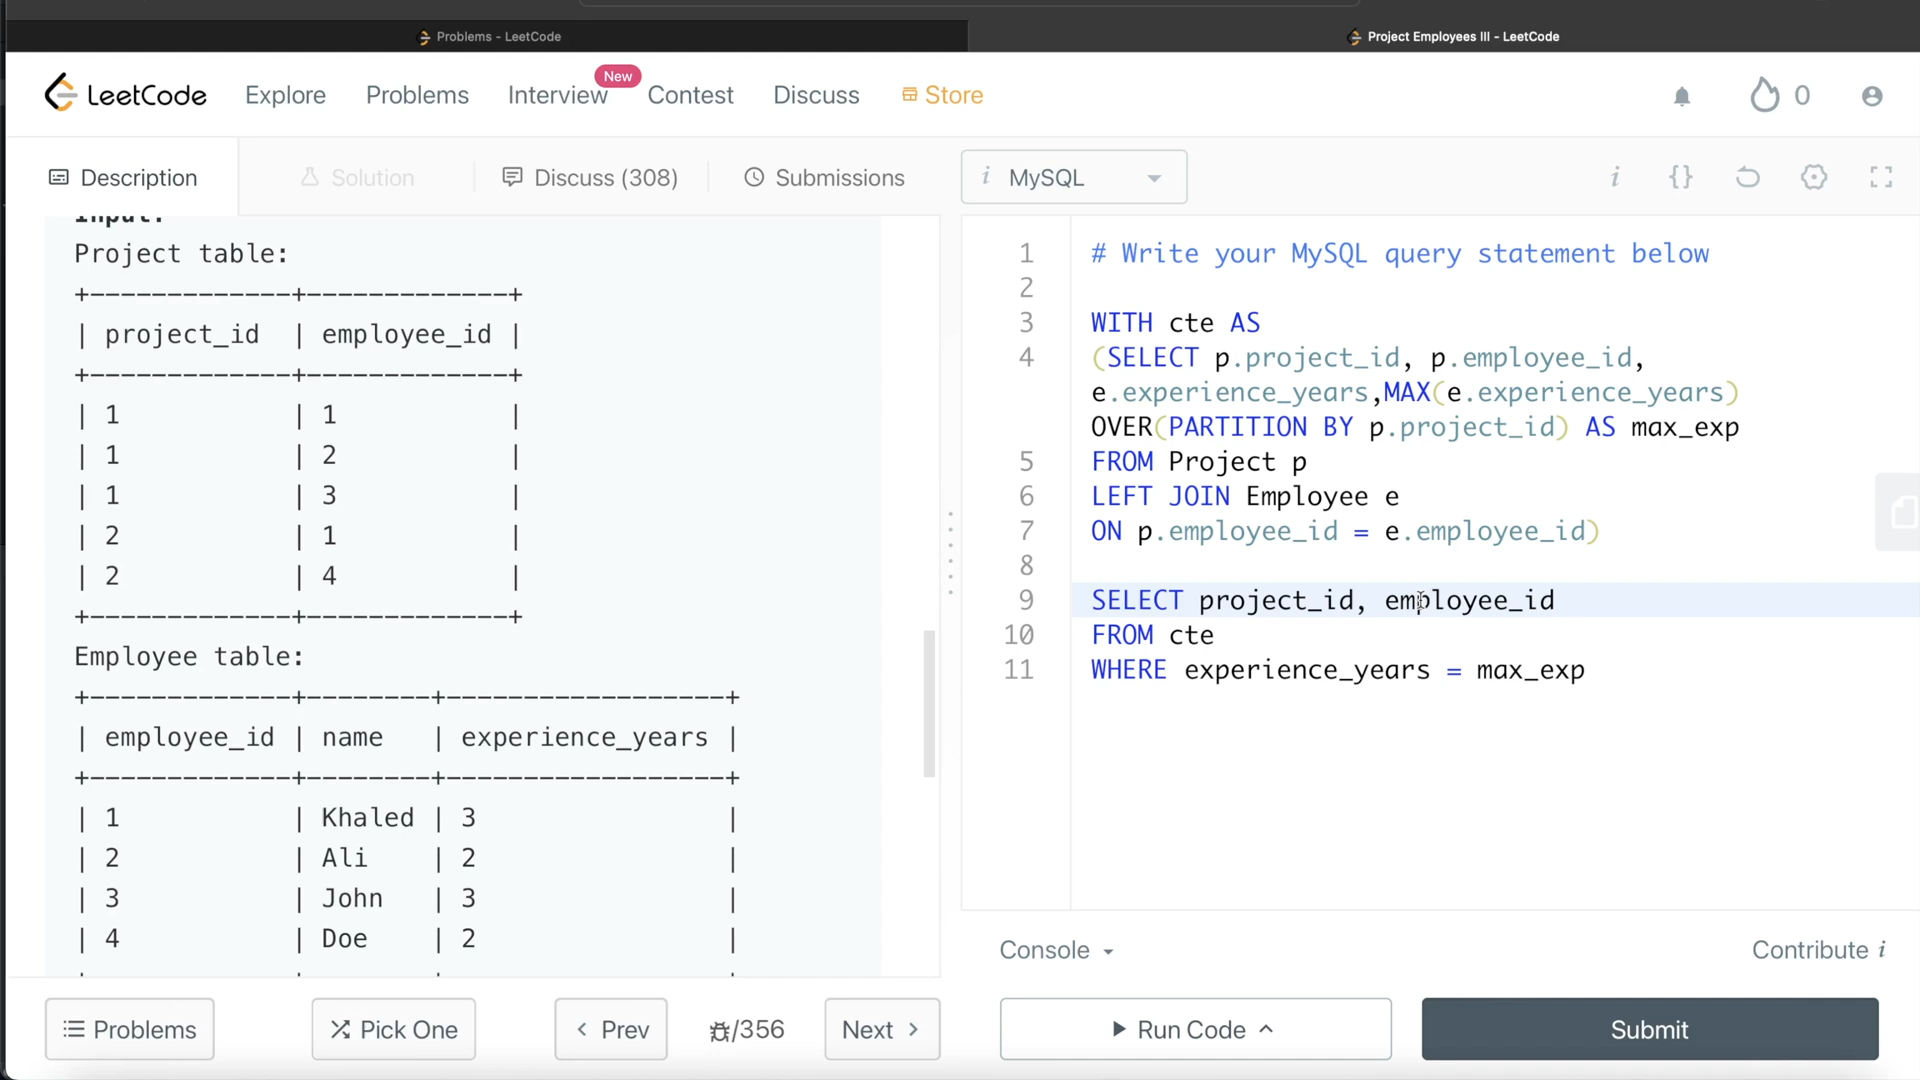 Problems - LeetCode
Project Employees III - LeetCode
LeetCode Explore Problems Interview New Contest Discuss Store 0
Description Solution Discuss (308) Submissions
i MySQL i {}
Input:
Project table:
+-------------+-------------+
| project_id  | employee_id |
+-------------+-------------+
| 1           | 1           |
| 1           | 2           |
| 1           | 3           |
| 2           | 1           |
| 2           | 4           |
+-------------+-------------+
Employee table:
+-------------+--------+------------------+
| employee_id | name   | experience_years |
+-------------+--------+------------------+
| 1           | Khaled | 3                |
| 2           | Ali    | 2                |
| 3           | John   | 3                |
| 4           | Doe    | 2                |
1 # Write your MySQL query statement below
2
3 WITH cte AS
4 (SELECT p.project_id, p.employee_id,
e.experience_years,MAX(e.experience_years)
OVER(PARTITION BY p.project_id) AS max_exp
5 FROM Project p
6 LEFT JOIN Employee e
7 ON p.employee_id = e.employee_id)
8
9 SELECT project_id, employee_id
10 FROM cte
11 WHERE experience_years = max_exp
Console Contribute i
Problems Pick One Prev /356 Next Run Code Submit